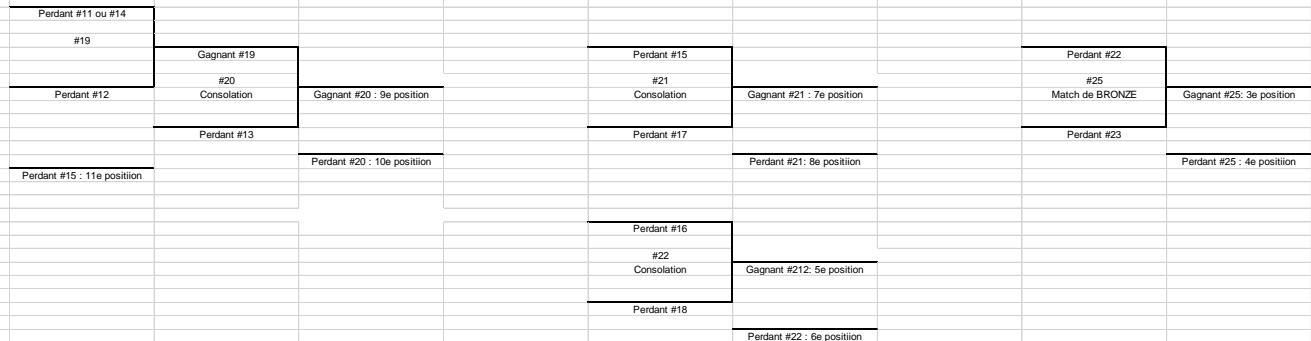 Perdant #11 ou #14
#19
Perdant #12
Perdant #15 : 11e positiion
Gagnant #19
#20
Consolation
Perdant #13
Gagnant #20 : 9e position
Perdant #20 : 10e positiion
Perdant #15
#21
Consolation
Perdant #17
Gagnant #21 : 7e position
Perdant #21: 8e positiion
Perdant #16
#22
Consolation
Perdant #18
Gagnant #212: 5e position
Perdant #22 : 6e positiion
Perdant #22
#25
Match de BRONZE
Perdant #23
Gagnant #25: 3e position
Perdant #25 : 4e positiion